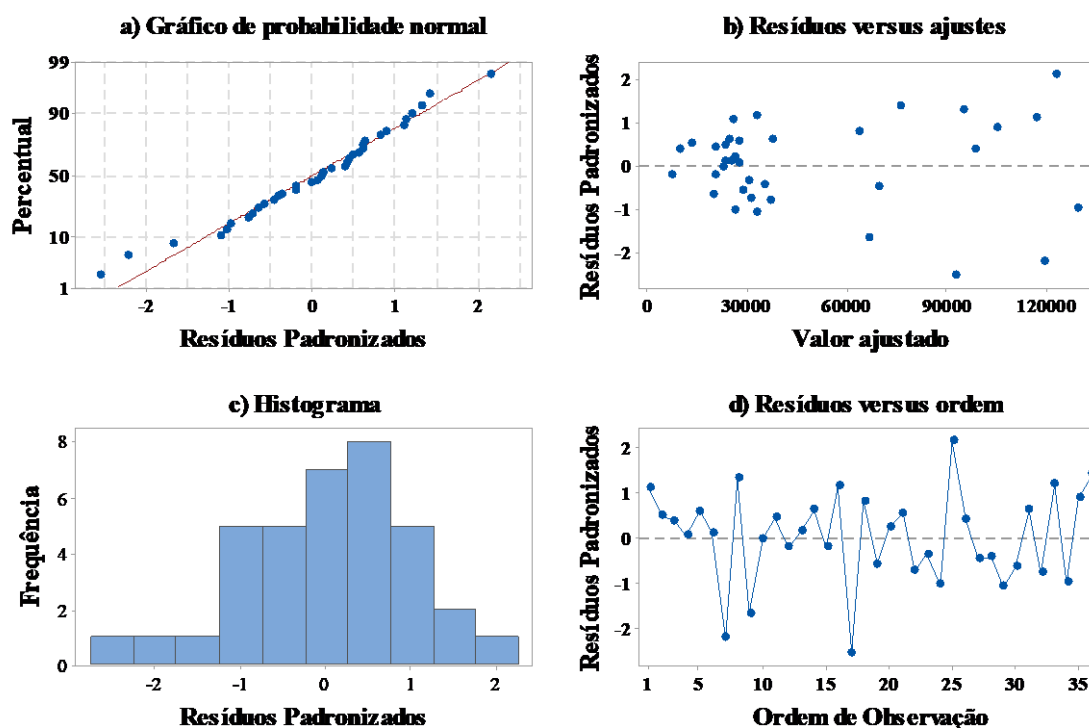 a) Gráfico de probabilidade normal
99
90
50
10
1
Percentual
-2 -1 0 1 2
Resíduos Padronizados
b) Resíduos versus ajustes
2
1
0
-1
-2
Resíduos Padronizados
0 30000 60000 90000 120000
Valor ajustado
c) Histograma
8
6
4
2
0
Frequência
-2 -1 0 1 2
Resíduos Padronizados
d) Resíduos versus ordem
2
1
0
-1
-2
Resíduos Padronizados
1 5 10 15 20 25 30 35
Ordem de Observação